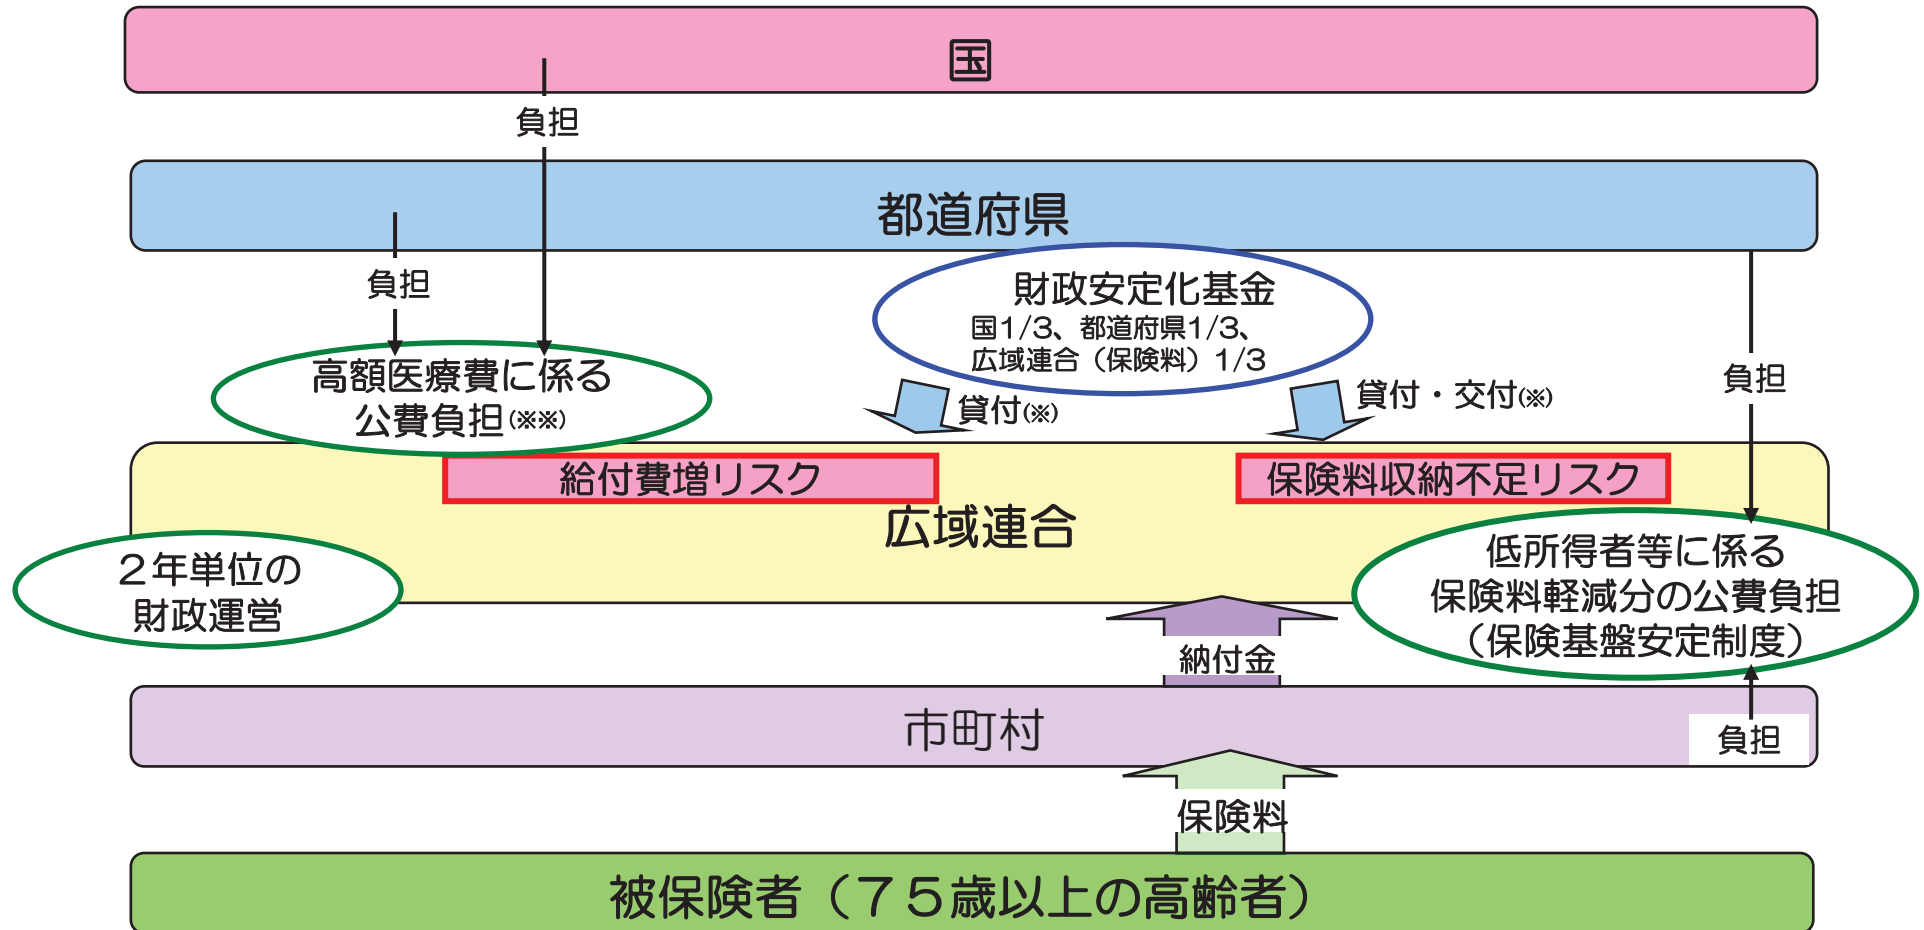 国
負担
都道府県
負担
財政安定化基金
国1/3、都道府県1/3、
広域連合（保険料）1/3
高額医療費に係る
公費負担(※※)
貸付(※)
貸付・交付(※)
負担
給付費増リスク
保険料収納不足リスク
広域連合
２年単位の
財政運営
低所得者等に係る
保険料軽減分の公費負担
（保険基盤安定制度）
納付金
市町村
負担
保険料
被保険者（７５歳以上の高齢者）